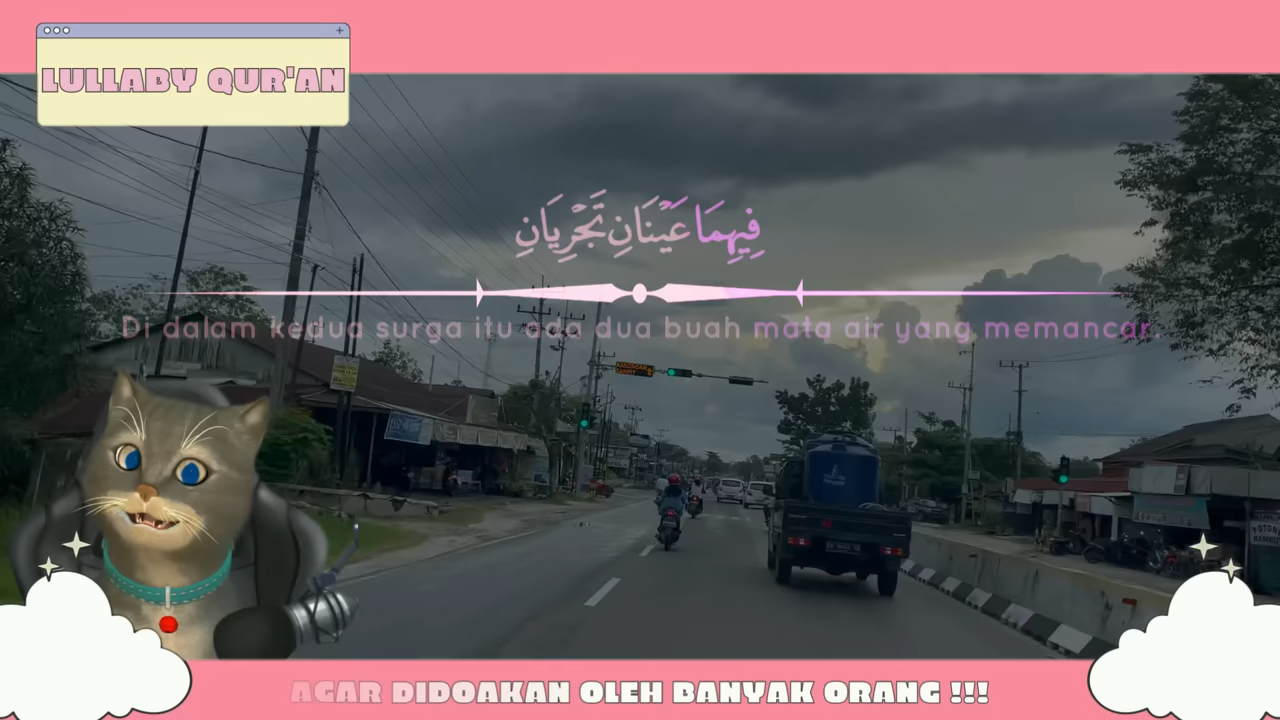 LULLABY QUR'AN
فِيهِمَا عَيْنَانِ تَجْرِيَانِ
Di dalam kedua surga itu ada dua buah mata air yang memancar
AGAR DIDOAKAN OLEH BANYAK ORANG !!!